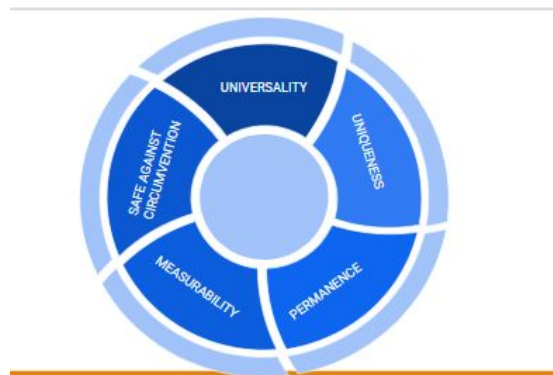 UNIVERSALITY
UNIQUENESS
PERMANENCE
MEASURABILITY
SAFE AGAINST
CIRCUMVENTION